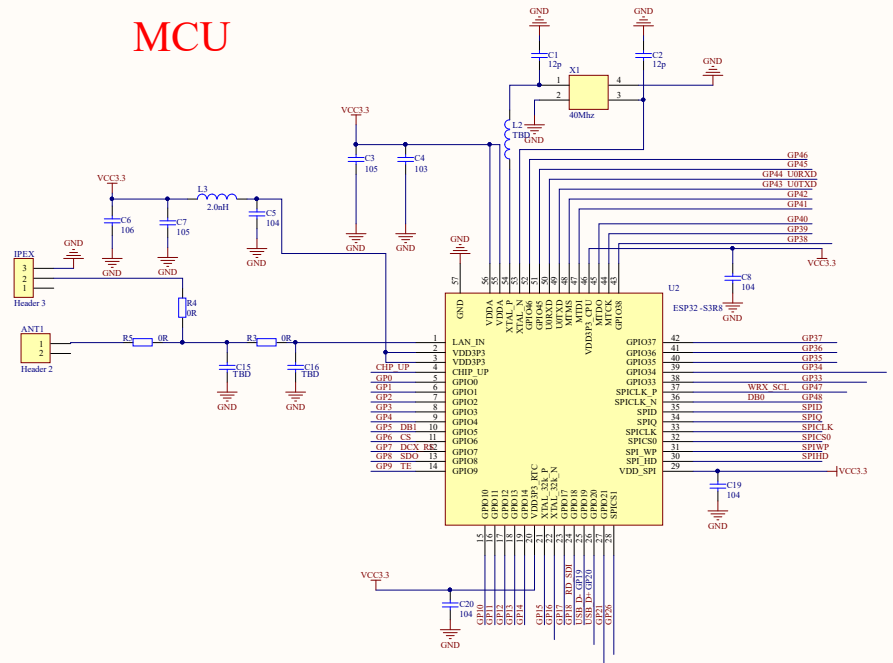 MCU
GND
GND
C1
12p
C2
12p
X1
GND
1
4
2
3
40Mhz
GND
L2
TBD
VCC3.3
C3
105
C4
103
GND
GND
GP46
GP45
GP44 U0RXD
GP43 U0TXD
GP42
GP41
GP40
GP39
GP38
VCC3.3
C8
104
GND
VCC3.3
L3
2.0nH
C6
106
C7
105
C5
104
GND
GND
GND
IPEX
GND
3
2
1
Header 3
R4
0R
ANT1
1
2
Header 2
R5
0R
R3
0R
C15
TBD
C16
TBD
GND
GND
GND
57 56 55 54 53 52 51 50 49 48 47 46 45 44 43
GND
VDDA
VDDA
XTAL_P
XTAL_N
GPIO46
GPIO45
U0RXD
U0TXD
MTMS
MTDI
VDD3P3_CPU
MTDO
MTCK
GPIO38
U2
ESP32 -S3R8
1 LAN_IN
2 VDD3P3
3 VDD3P3
CHP_UP 4 CHIP_UP
GP0 5 GPIO0
GP1 6 GPIO1
GP2 7 GPIO2
GP3 8 GPIO3
GP4 9 GPIO4
GP5 DB1 10 GPIO5
GP6 CS 11 GPIO6
GP7 DCX RS 12 GPIO7
GP8 SDO 13 GPIO8
GP9 TE 14 GPIO9
GPIO37 42 GP37
GPIO36 41 GP36
GPIO35 40 GP35
GPIO34 39 GP34
GPIO33 38 GP33
SPICLK_P 37 WRX_SCL GP47
SPICLK_N 36 DB0 GP48
SPID 35 SPID
SPIQ 34 SPIQ
SPICLK 33 SPICLK
SPICS0 32 SPICS0
SPI_WP 31 SPIWP
SPI_HD 30 SPIHD
VDD_SPI 29
VCC3.3
C19
104
GND
GPIO10
GPIO11
GPIO12
GPIO13
GPIO14
VDD3P3_RTC
XTAL_32k_P
XTAL_32k_N
GPIO17
GPIO18
GPIO19
GPIO20
GPIO21
SPICS1
15 16 17 18 19 20 21 22 23 24 25 26 27 28
VCC3.3
C20
104
GND
GP10
GP11
GP12
GP13
GP14
GP15
GP16
GP17
GP18 RD_SDI
USB D- GP19
USB D+ GP20
GP21
GP26